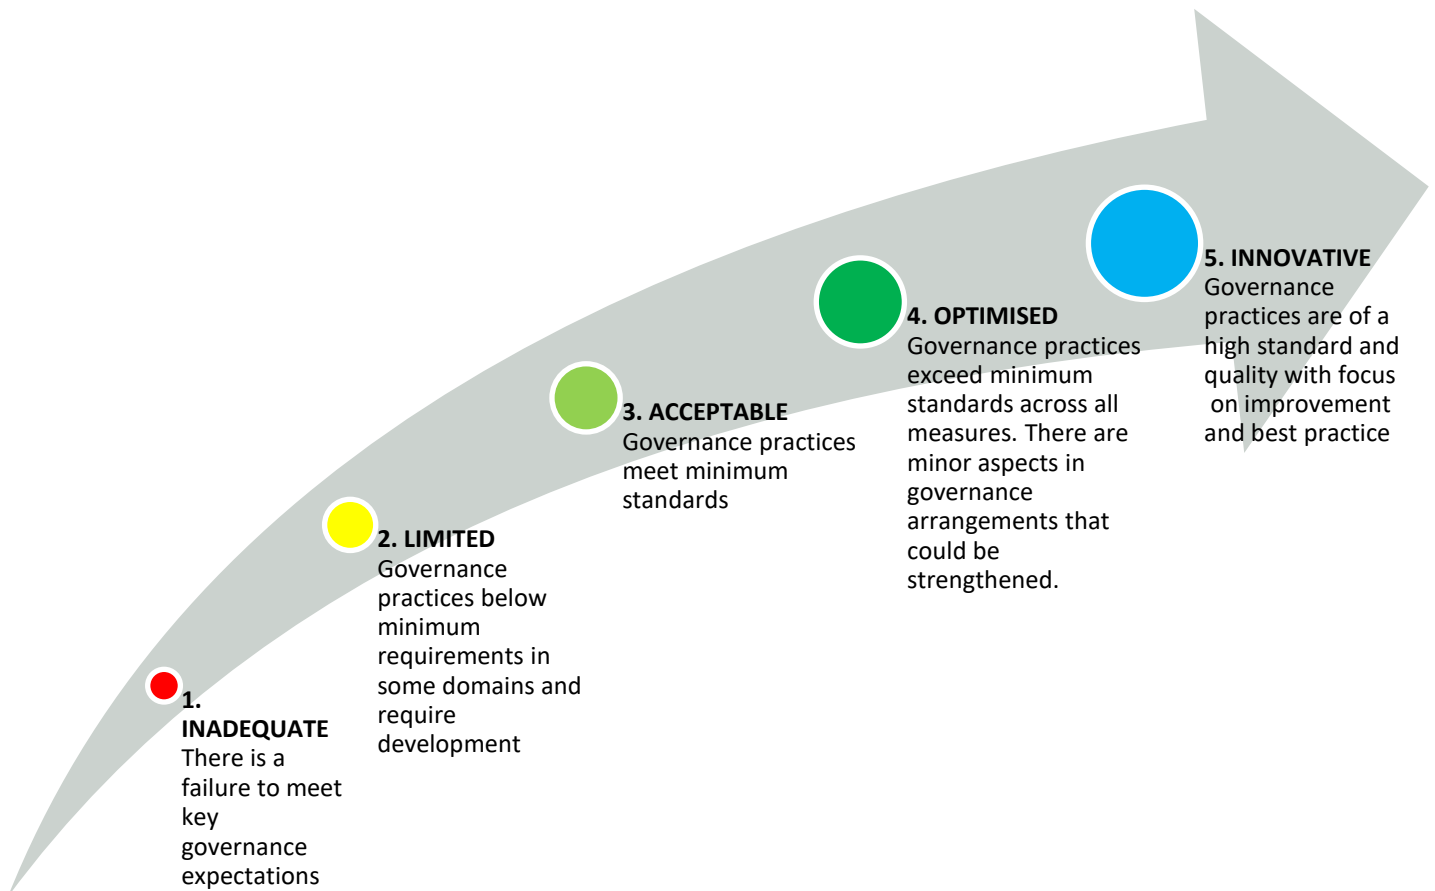 1.
INADEQUATE
There is a
failure to meet
key
governance
expectations
2. LIMITED
Governance
practices below
minimum
requirements in
some domains and
require
development
3. ACCEPTABLE
Governance practices
meet minimum
standards
4. OPTIMISED
Governance practices
exceed minimum
standards across all
measures. There are
minor aspects in
governance
arrangements that
could be
strengthened.
5. INNOVATIVE
Governance
practices are of a
high standard and
quality with focus
on improvement
and best practice